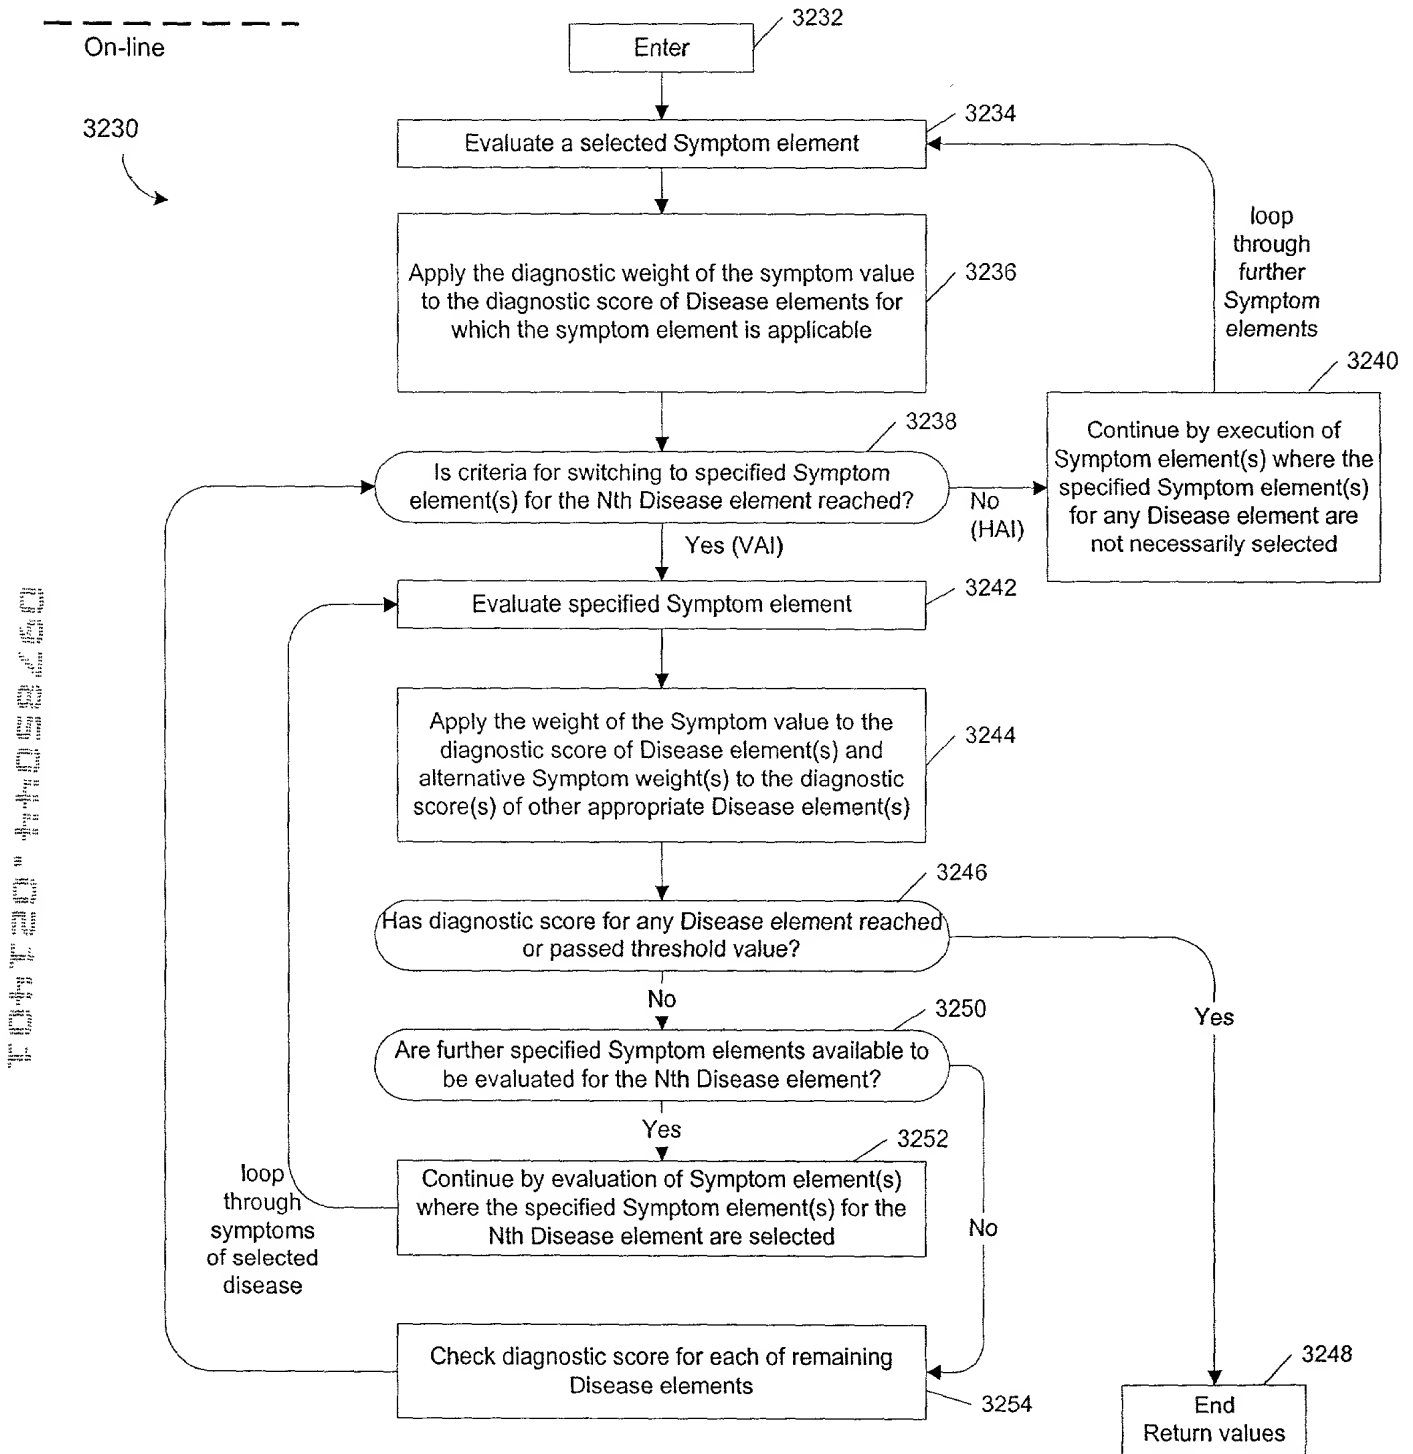 On-line
3230
3232
Enter
3234
Evaluate a selected Symptom element
loop
through
further
Symptom
elements
3236
Apply the diagnostic weight of the symptom value
to the diagnostic score of Disease elements for
which the symptom element is applicable
3240
Continue by execution of
Symptom element(s) where the
specified Symptom element(s)
for any Disease element are
not necessarily selected
3238
Is criteria for switching to specified Symptom
element(s) for the Nth Disease element reached?
No
(HAI)
Yes (VAI)
3242
Evaluate specified Symptom element
3244
Apply the weight of the Symptom value to the
diagnostic score of Disease element(s) and
alternative Symptom weight(s) to the diagnostic
score(s) of other appropriate Disease element(s)
3246
Has diagnostic score for any Disease element reached
or passed threshold value?
No
Yes
3250
Are further specified Symptom elements available to
be evaluated for the Nth Disease element?
Yes
No
3252
Continue by evaluation of Symptom element(s)
where the specified Symptom element(s) for the
Nth Disease element are selected
loop
through
symptoms
of selected
disease
Check diagnostic score for each of remaining
Disease elements
3254
3248
End
Return values